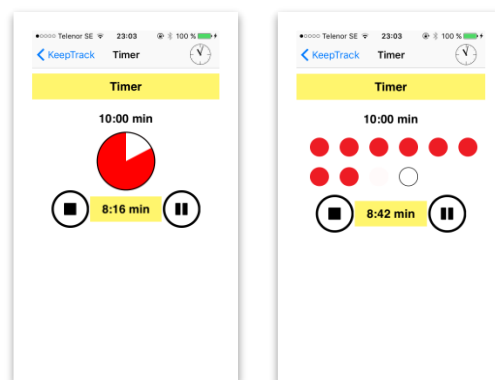 Telenor SE 23:03 100 %
KeepTrack Timer
Timer
10:00 min
8:16 min
Telenor SE 23:03 100 %
KeepTrack Timer
Timer
10:00 min
8:42 min